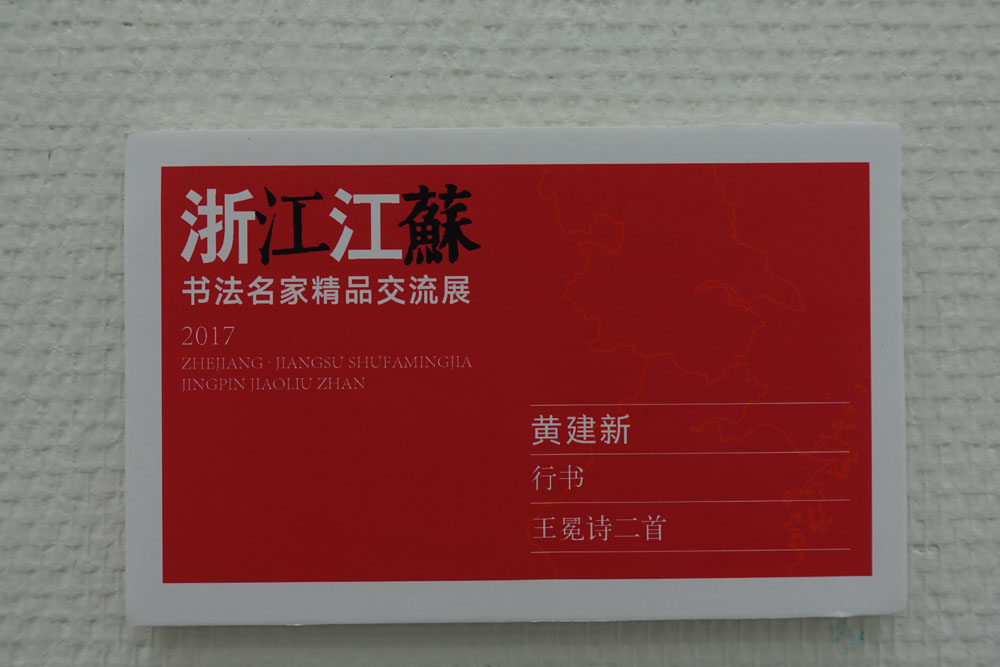 浙江江蘇
书法名家精品交流展
2017
ZHEJIANG · JIANGSU SHUFAMINGJIA
JINGPIN JIAOLIU ZHAN
黄建新
行书
王冕诗二首